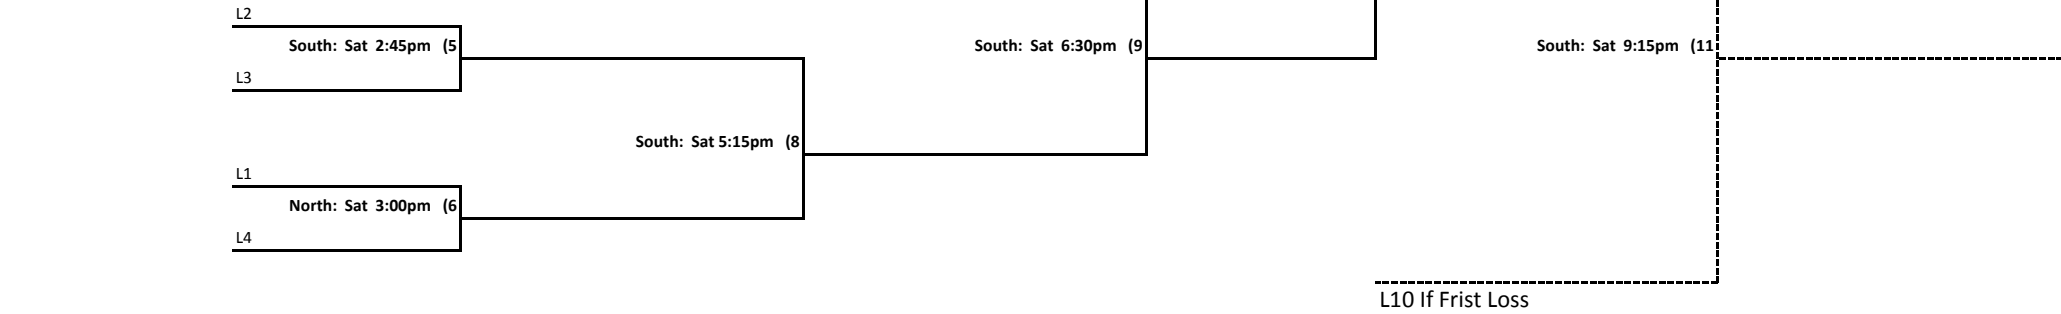 L2
South: Sat 2:45pm (5
South: Sat 6:30pm (9
South: Sat 9:15pm (11
L3
South: Sat 5:15pm (8
L1
North: Sat 3:00pm (6
L4
L10 If Frist Loss